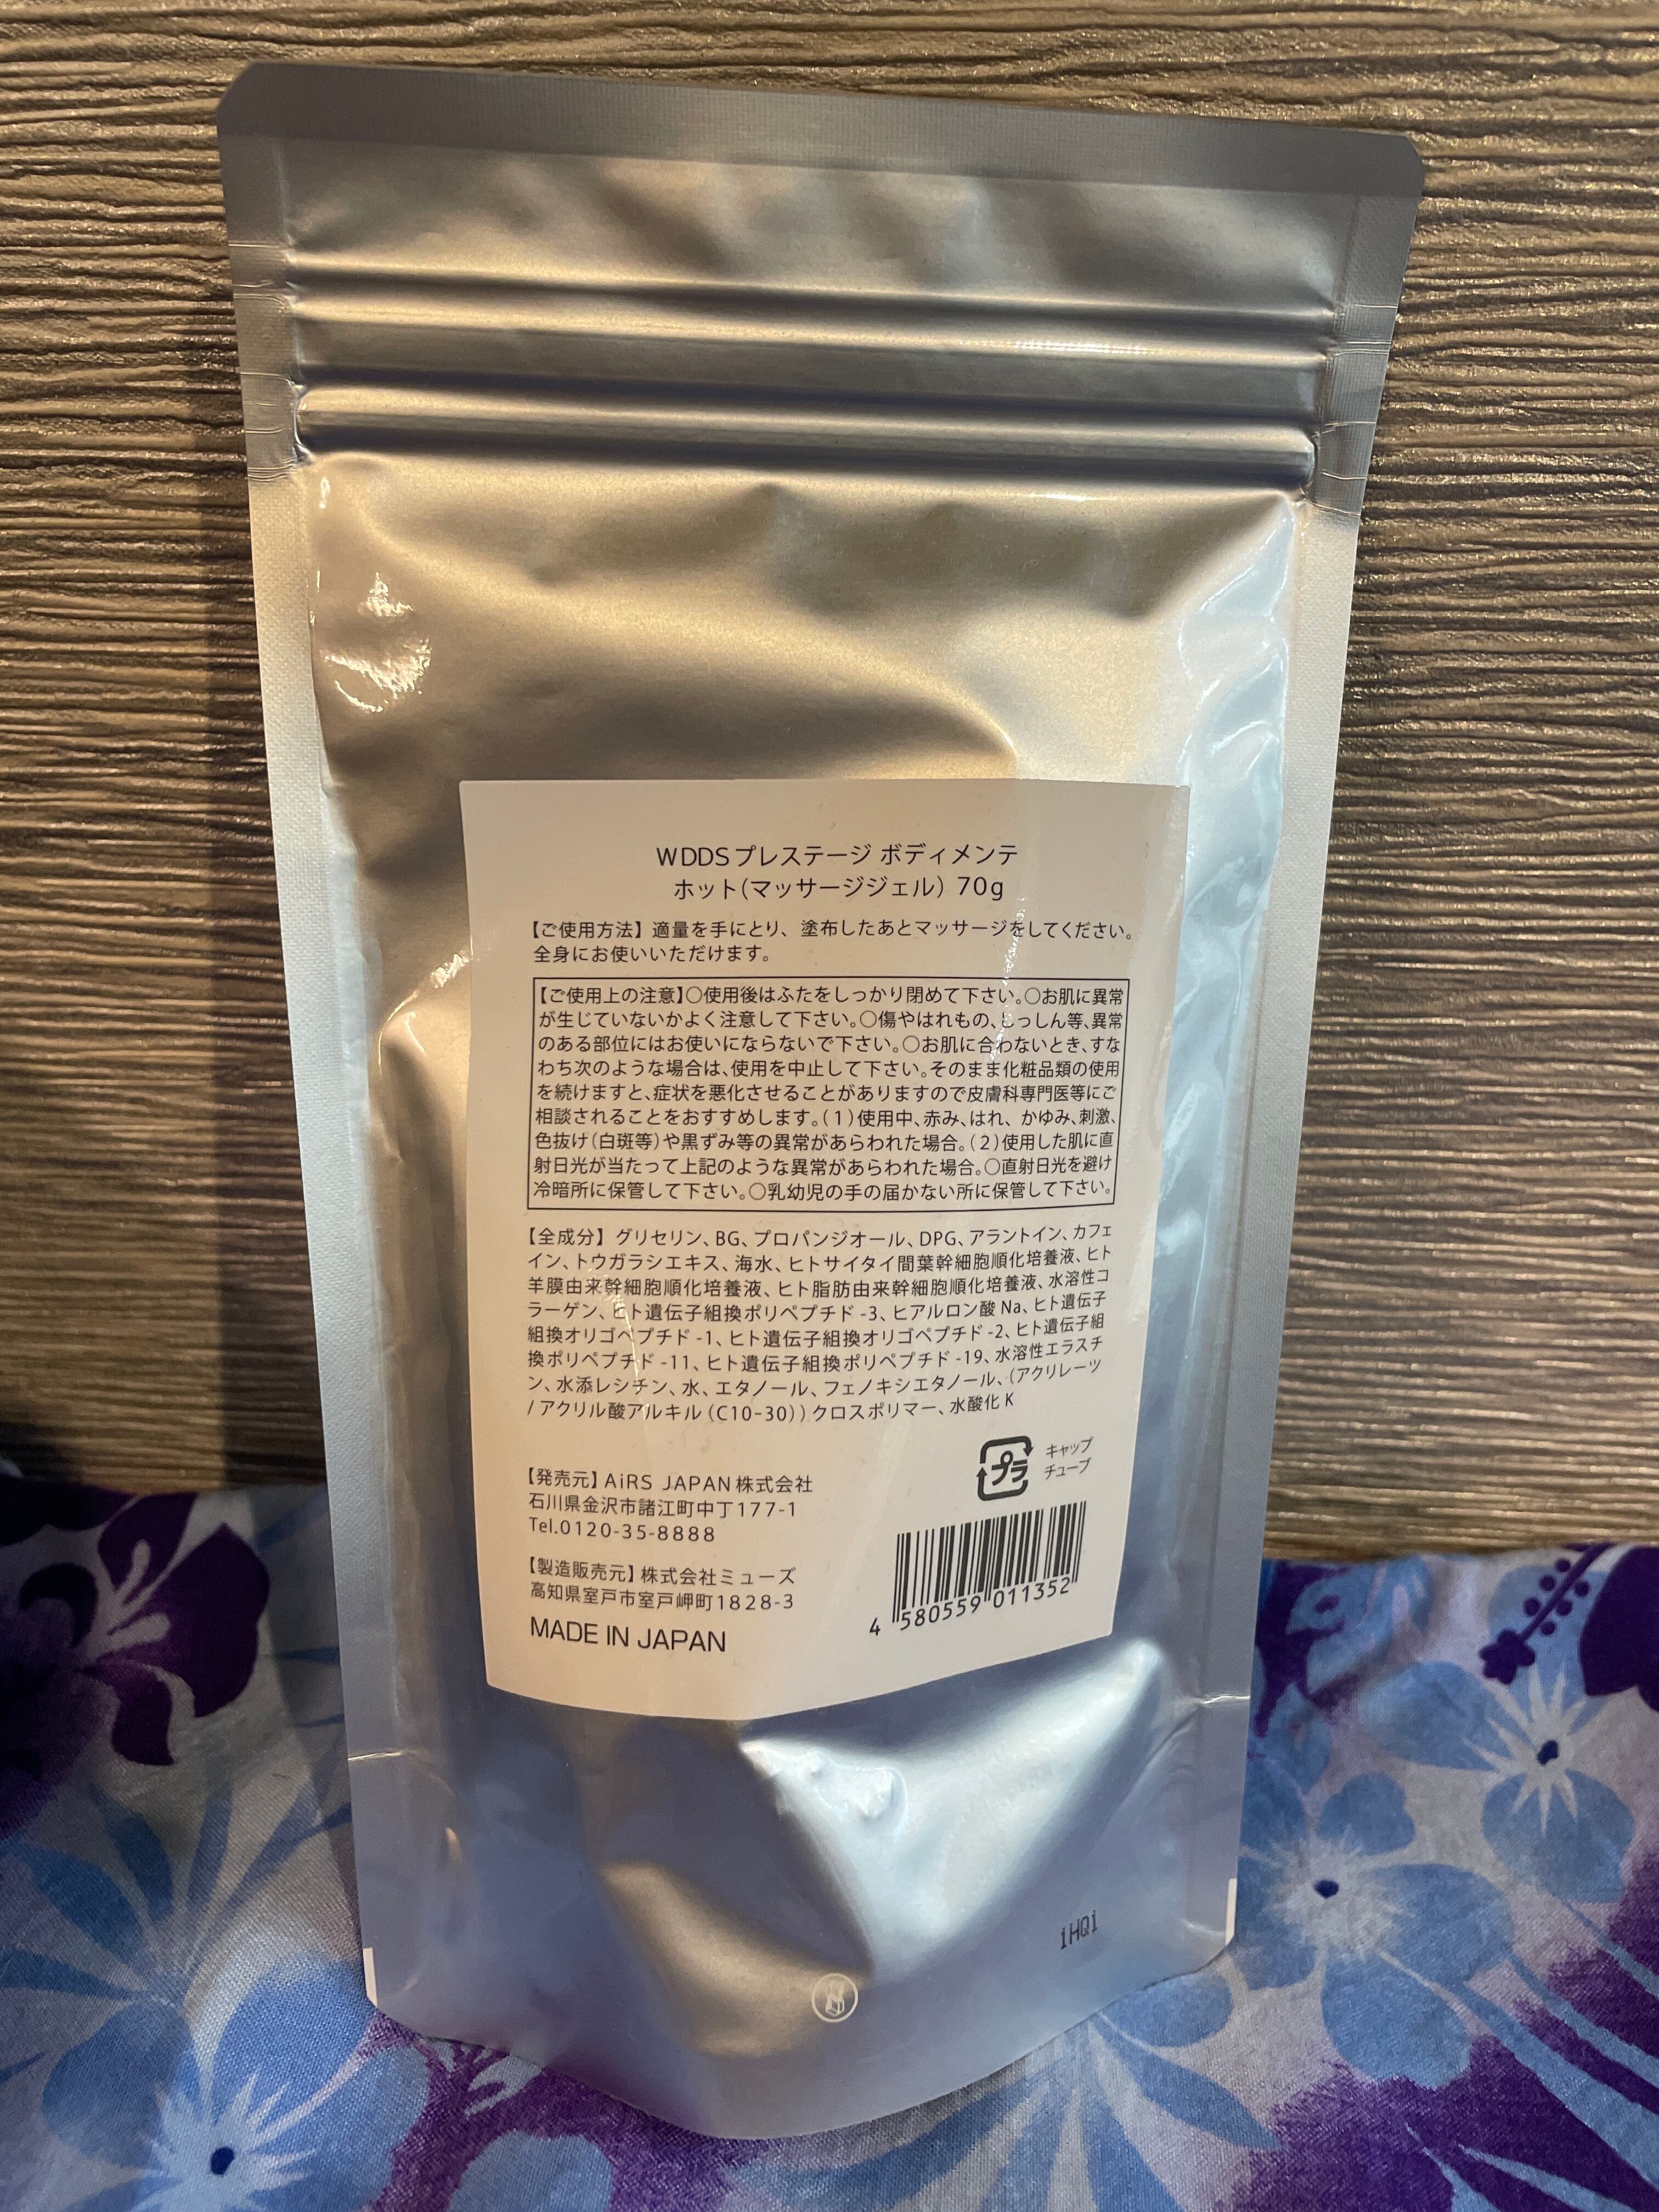 WDDSプレステージ ボディメンテ
ホット(マッサージジェル) 70g
【ご使用方法】適量を手にとり、塗布したあとマッサージをしてください。
全身にお使いいただけます。
【ご使用上の注意】○使用後はふたをしっかり閉めて下さい。○お肌に異常
が生じていないかよく注意して下さい。○傷やはれもの、しっしん等、異常
のある部位にはお使いにならないで下さい。○お肌に合わないとき、すな
わち次のような場合は、使用を中止して下さい。そのまま化粧品類の使用
を続けますと、症状を悪化させることがありますので皮膚科専門医等にご
相談されることをおすすめします。(1)使用中、赤み、はれ、かゆみ、刺激、
色抜け(白斑等)や黒ずみ等の異常があらわれた場合。(2)使用した肌に直
射日光が当たって上記のような異常があらわれた場合。○直射日光を避け
冷暗所に保管して下さい。○乳幼児の手の届かない所に保管して下さい。
【全成分】グリセリン、BG、プロパンジオール、DPG、アラントイン、カフェ
イン、トウガラシエキス、海水、ヒトサイタイ間葉幹細胞順化培養液、ヒト
羊膜由来幹細胞順化培養液、ヒト脂肪由来幹細胞順化培養液、水溶性コ
ラーゲン、ヒト遺伝子組換ポリペプチド-3、ヒアルロン酸Na、ヒト遺伝子
組換オリゴペプチド-1、ヒト遺伝子組換オリゴペプチド-2、ヒト遺伝子組
換ポリペプチド-11、ヒト遺伝子組換ポリペプチド-19、水溶性エラスチ
ン、水添レシチン、水、エタノール、フェノキシエタノール、(アクリレーツ
/アクリル酸アルキル(C10-30))クロスポリマー、水酸化K
プラ
キャップ
チューブ
【発売元】AiRS JAPAN株式会社
石川県金沢市諸江町中丁177-1
Tel.0120-35-8888
【製造販売元】株式会社ミューズ
高知県室戸市室戸岬町1828-3
MADE IN JAPAN
4 580559 011352
1HQ1